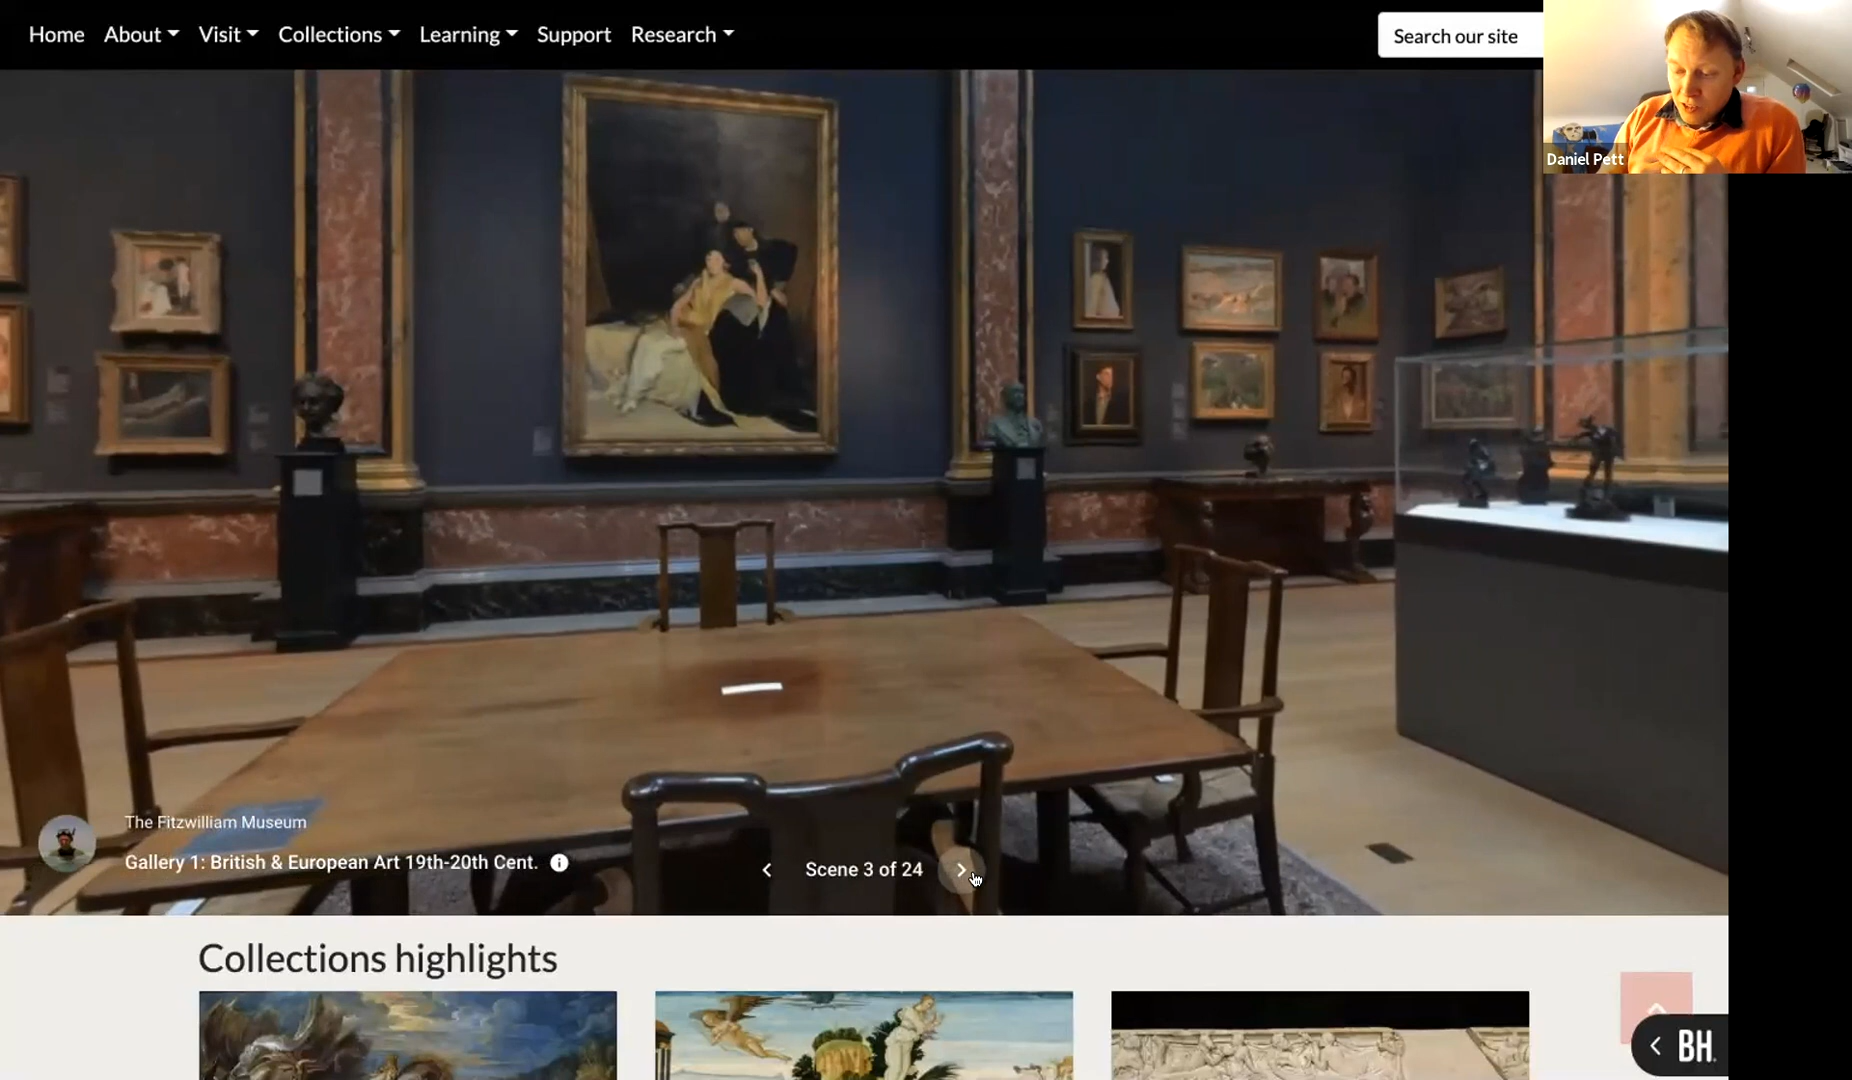 Home About Visit Collections Learning Support Research
Search our site
Daniel Pett
The Fitzwilliam Museum
Gallery 1: British & European Art 19th-20th Cent.
Scene 3 of 24
Collections highlights
BH.